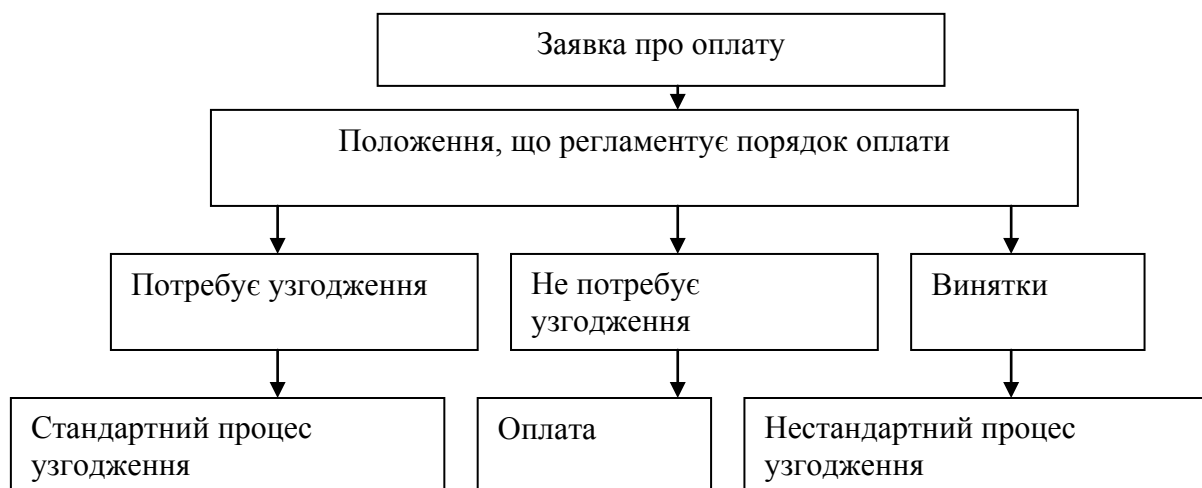 Заявка про оплату
Положення, що регламентує порядок оплати
Потребує узгодження
Не потребує
узгодження
Винятки
Стандартний процес
узгодження
Оплата
Нестандартний процес
узгодження